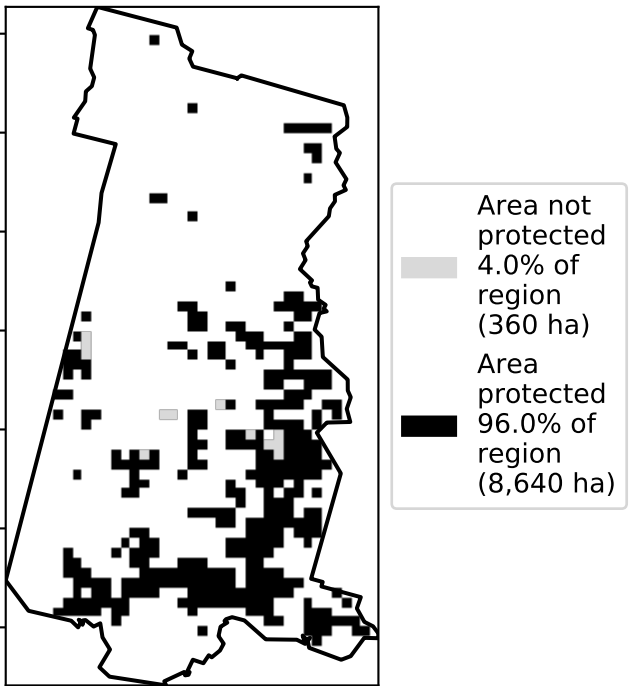 Area not
protected
4.0% of
region
(360 ha)
Area
protected
96.0% of
region
(8,640 ha)